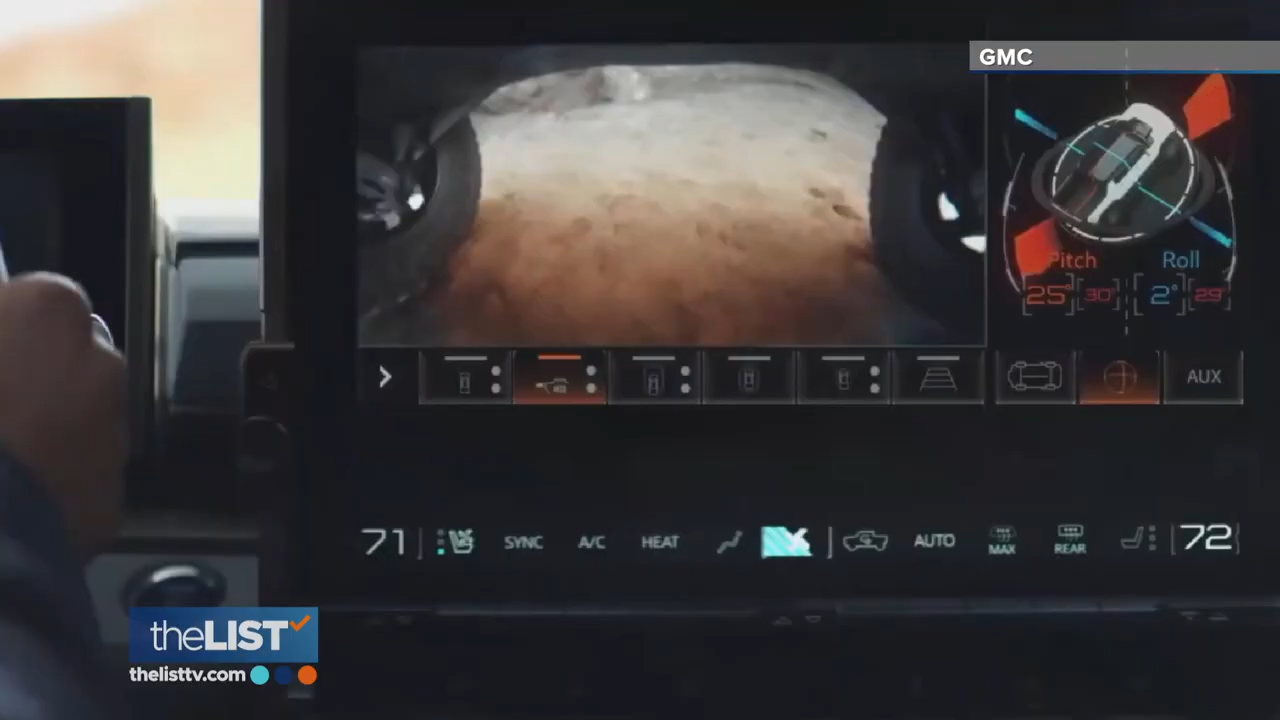 GMC
Pitch Roll
25° 30° 2° 29°
AUX
71 SYNC A/C HEAT AUTO MAX REAR 72
theLIST
thelisttv.com